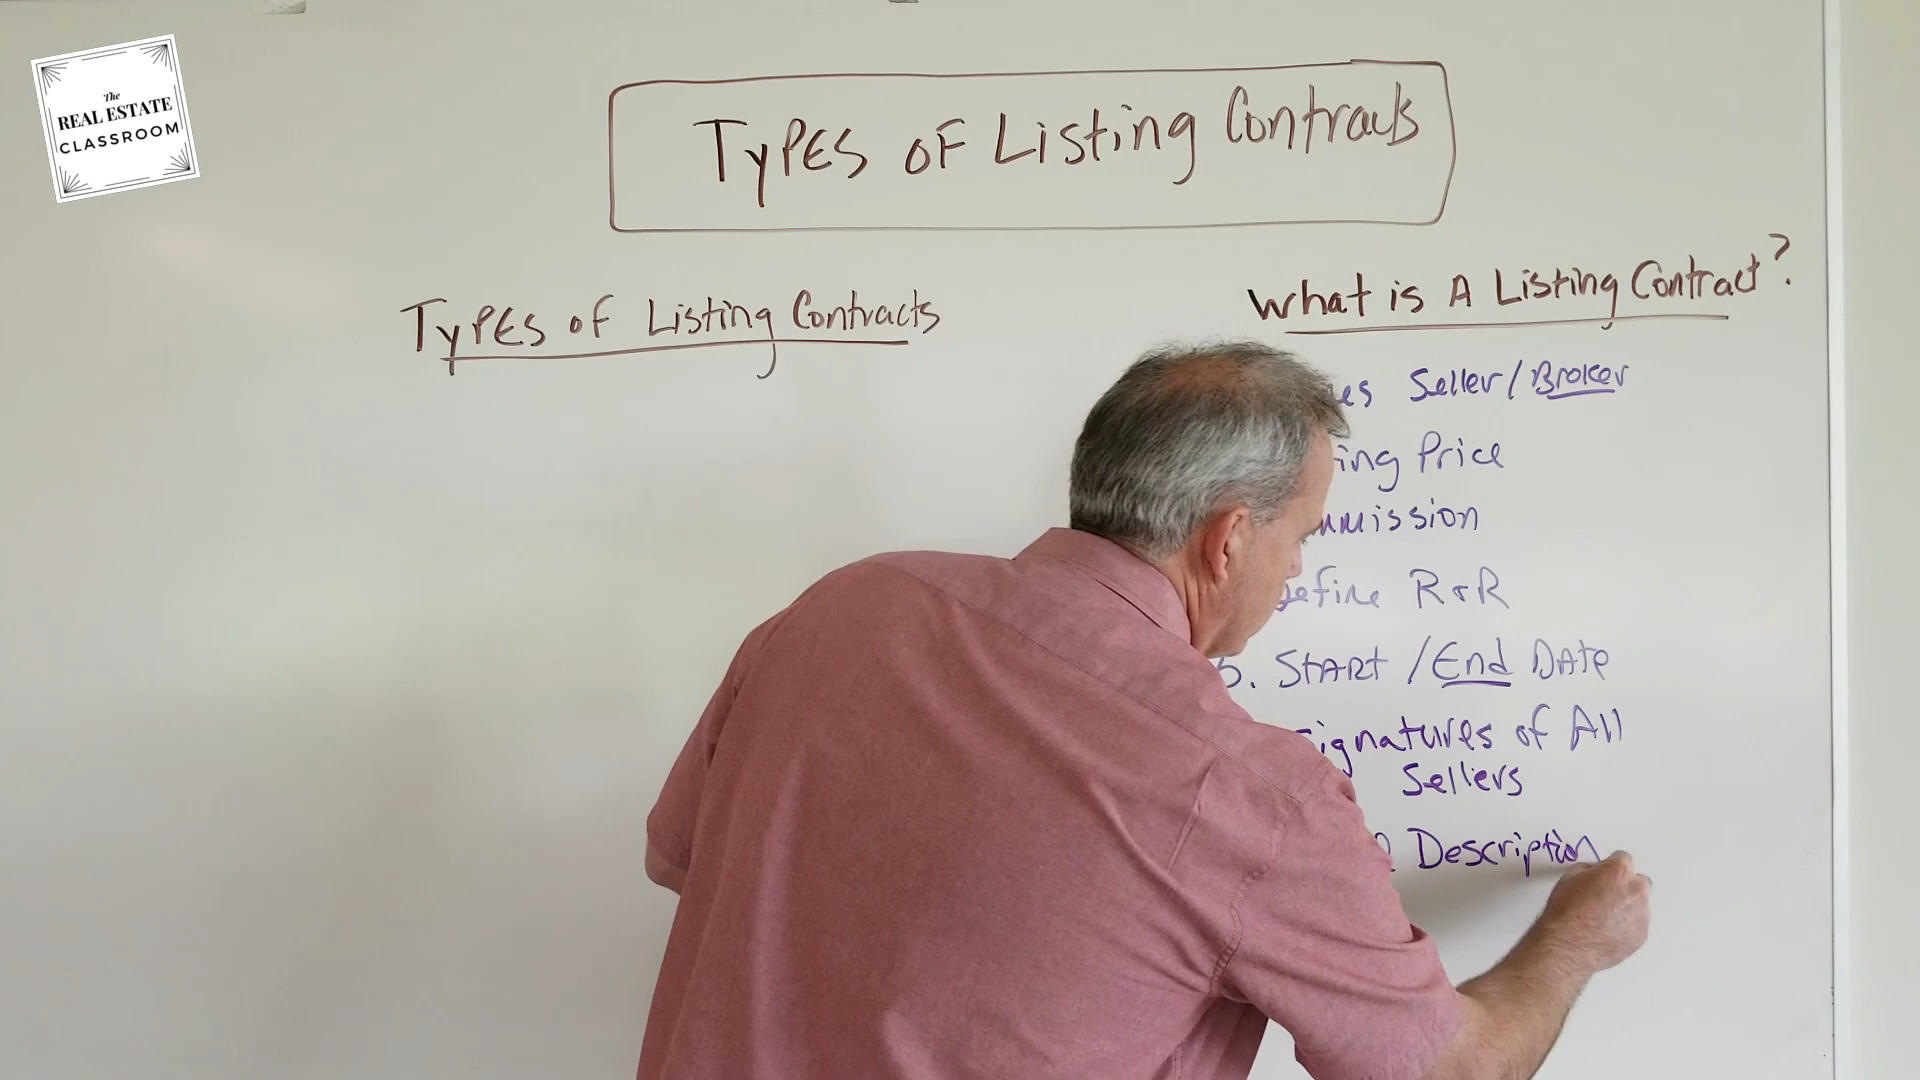 The
REAL ESTATE
CLASSROOM
TYPES OF Listing Contracts
TYPES of Listing Contracts
What is A Listing Contract?
Seller/Broker
Price
Define R&R
5. START / End DATE
Signatures of All
Sellers
Description